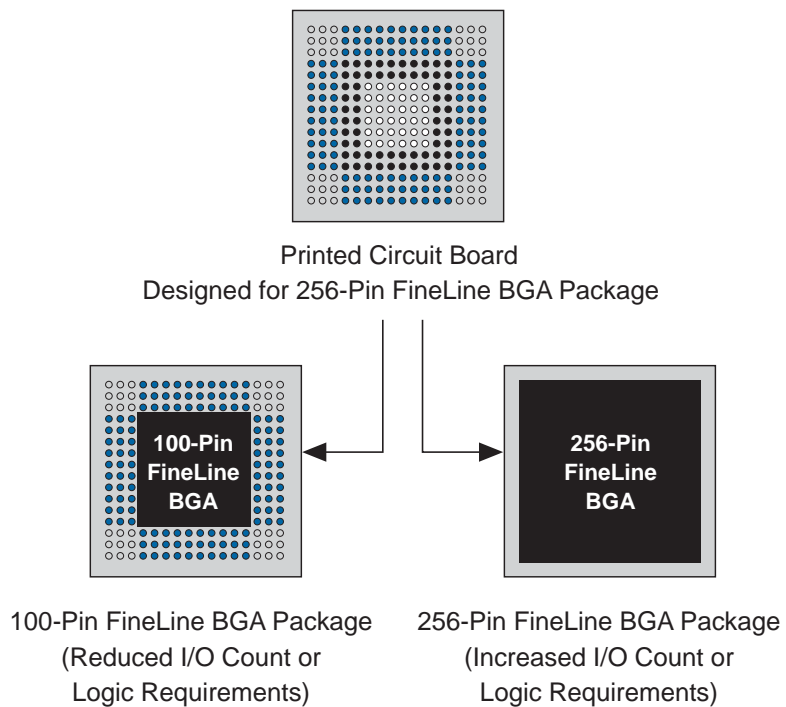 Printed Circuit Board
Designed for 256-Pin FineLine BGA Package
100-Pin
FineLine
BGA
256-Pin
FineLine
BGA
100-Pin FineLine BGA Package
(Reduced I/O Count or
Logic Requirements)
256-Pin FineLine BGA Package
(Increased I/O Count or
Logic Requirements)